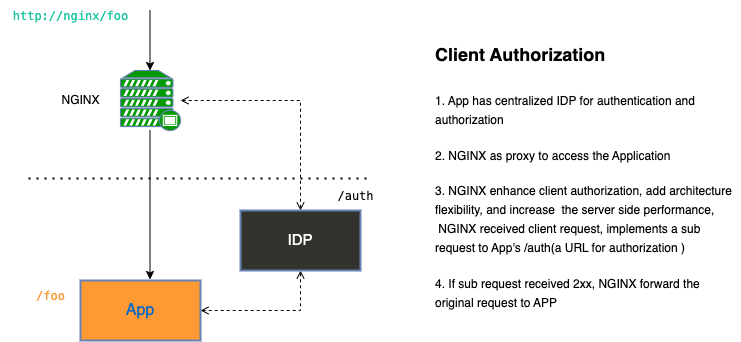 http://nginx/foo
NGINX
/auth
IDP
/foo
App
Client Authorization
1. App has centralized IDP for authentication and
authorization
2. NGINX as proxy to access the Application
3. NGINX enhance client authorization, add architecture
flexibility, and increase  the server side performance,
NGINX received client request, implements a sub
request to App's /auth(a URL for authorization )
4. If sub request received 2xx, NGINX forward the
original request to APP